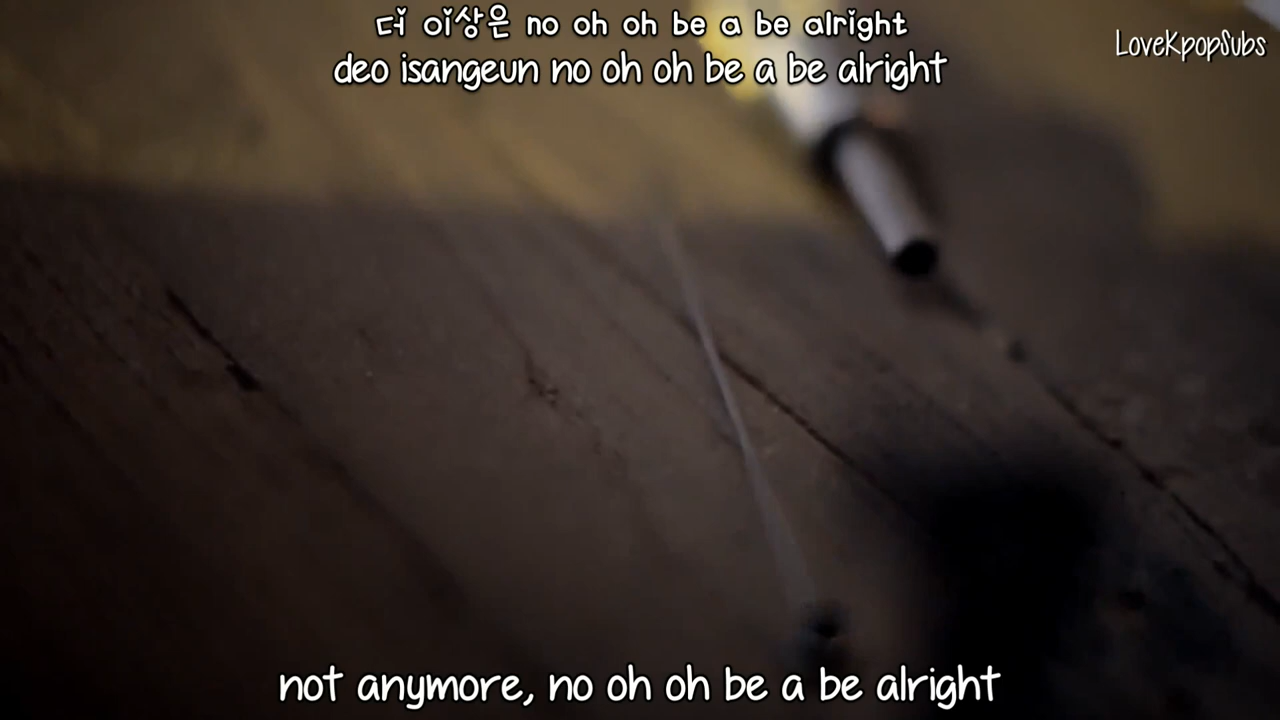 더 이상은 no oh oh be a be alright
LoveKpopSubs
deo isangeun no oh oh be a be alright
not anymore, no oh oh be a be alright